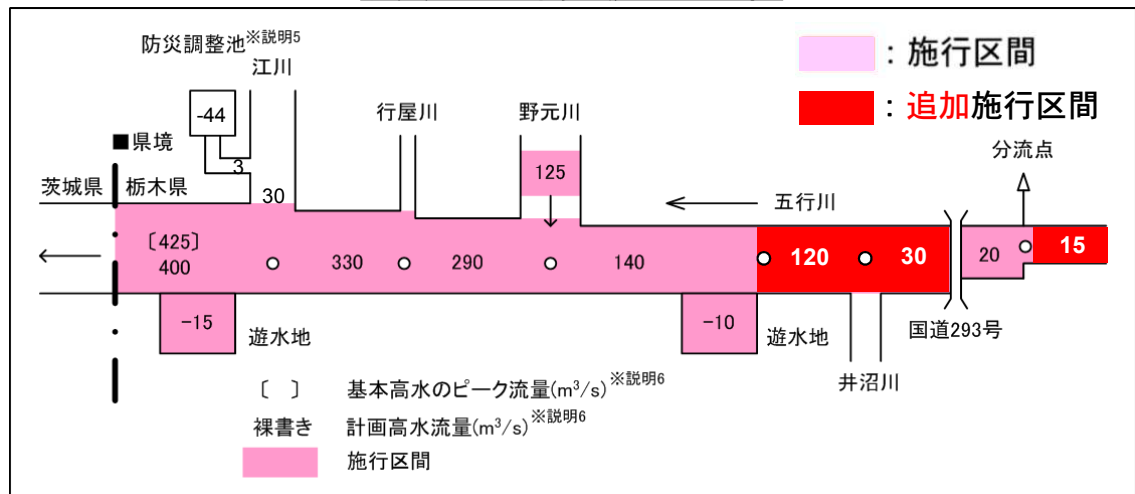 防災調整池※説明5
江川
-44
3
30
行屋川
野元川
125
：施行区間
：追加施行区間
分流点
■県境
茨城県
栃木県
五行川
〔425〕
400
330
290
140
120
30
20
15
-15
遊水地
-10
遊水地
井沼川
国道293号
〔　〕　基本高水のピーク流量(m³/s)※説明6
裸書き　計画高水流量(m³/s)※説明6
施行区間